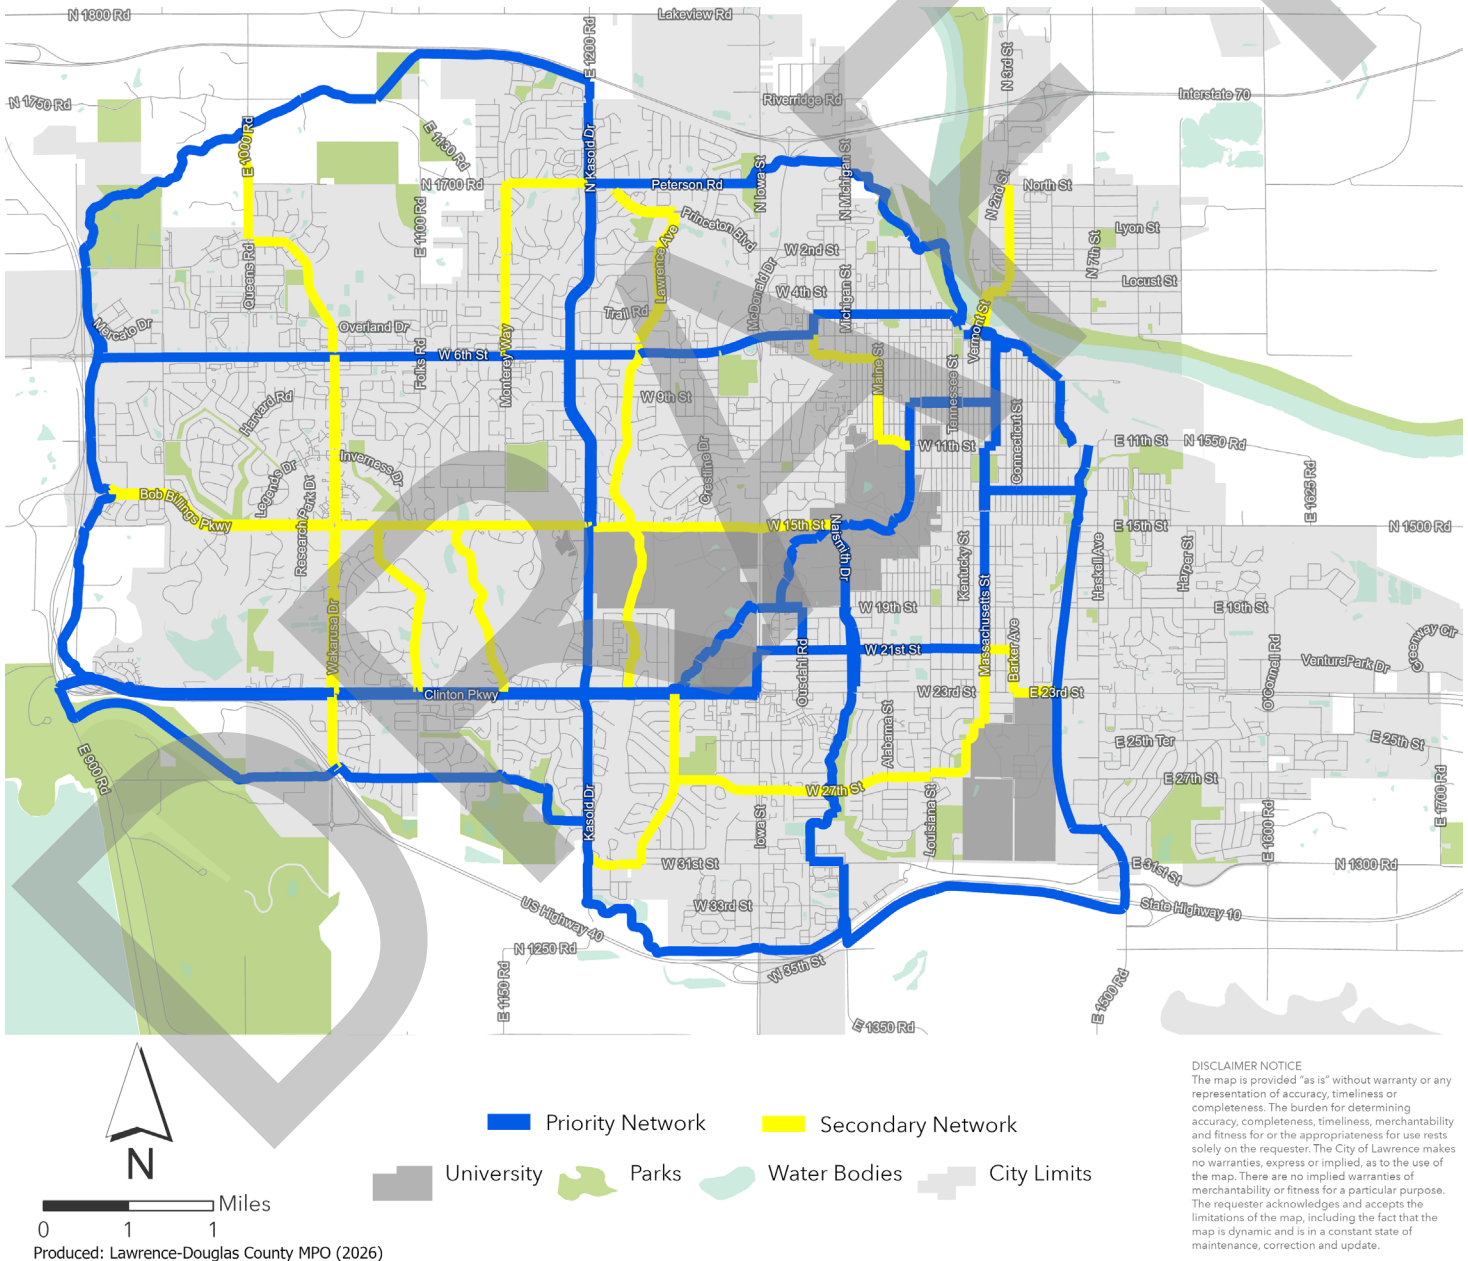 N 1800 Rd
Lakeview Rd
E 1200 Rd
N 3rd St
N 1750 Rd
Riverridge Rd
Interstate 70
E 1000 Rd
E 1130 Rd
N Kasold Dr
N Michigan St
N 1700 Rd
Peterson Rd
N Iowa St
N 2nd St
North St
E 1100 Rd
Princeton Blvd
Lyon St
W 2nd St
N 7th St
Queens Rd
Lawrence Ave
McDonald Dr
W 4th St
Michigan St
Locust St
Mercato Dr
Overland Dr
Trail Rd
Vermont St
Folks Rd
W 6th St
Monterey Way
Maine St
Tennessee St
Harvard Rd
W 9th St
Connecticut St
W 11th St
E 11th St
N 1550 Rd
Legends Dr
Inverness Dr
Crestline Dr
E 1625 Rd
Bob Billings Pkwy
Research Park Dr
W 15th St
Naismith Dr
E 15th St
N 1500 Rd
Kentucky St
Haskell Ave
Harper St
Wakarusa Dr
W 19th St
Massachusetts St
E 19th St
Barker Ave
Greenway Cir
W 21st St
O'Connell Rd
VenturePark Dr
Ousdahl Rd
Clinton Pkwy
W 23rd St
E 23rd St
Alabama St
E 25th Ter
E 25th St
E 900 Rd
W 27th St
E 27th St
Kasold Dr
Iowa St
Louisiana St
E 1600 Rd
E 1700 Rd
W 31st St
E 31st St
N 1300 Rd
US Highway 40
W 33rd St
State Highway 10
N 1250 Rd
W 35th St
E 1150 Rd
E 1500 Rd
E 1350 Rd
DRAFT
N
Miles
0 1 1
Produced: Lawrence-Douglas County MPO (2026)
Priority Network
Secondary Network
University
Parks
Water Bodies
City Limits
DISCLAIMER NOTICE
The map is provided "as is" without warranty or any
representation of accuracy, timeliness or
completeness. The burden for determining
accuracy, completeness, timeliness, merchantability
and fitness for or the appropriateness for use rests
solely on the requester. The City of Lawrence makes
no warranties, express or implied, as to the use of
the map. There are no implied warranties of
merchantability or fitness for a particular purpose.
The requester acknowledges and accepts the
limitations of the map, including the fact that the
map is dynamic and is in a constant state of
maintenance, correction and update.